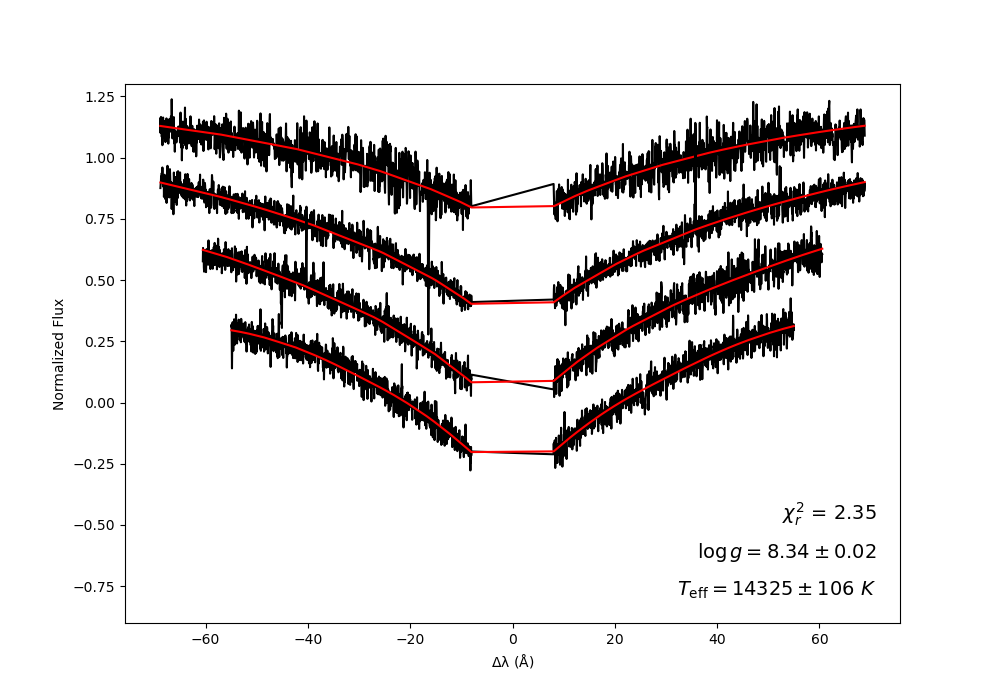 1.25
1.00
0.75
0.50
0.25
0.00
−0.25
−0.50
−0.75
Normalized Flux
χ²ᵣ = 2.35
log g = 8.34 ± 0.02
T_eff = 14325 ± 106 K
−60 −40 −20 0 20 40 60
Δλ (Å)